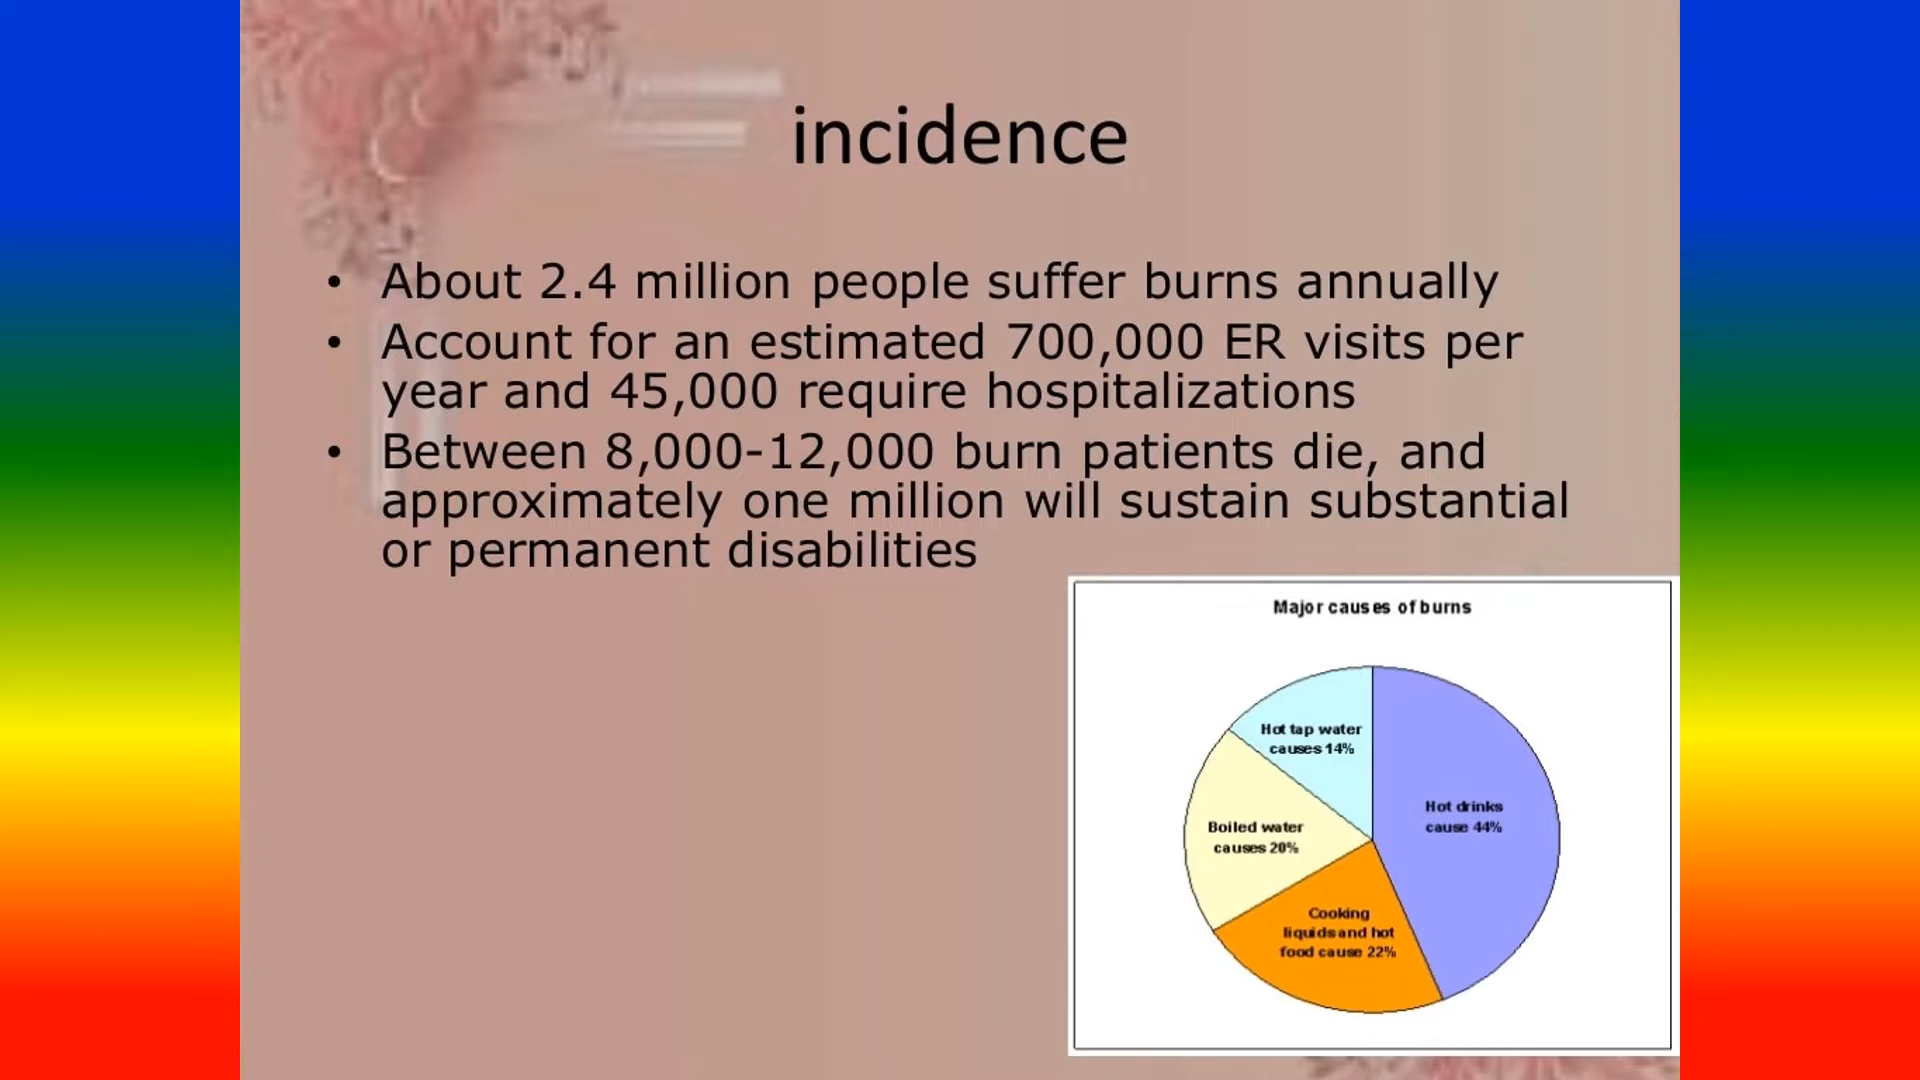 incidence
• About 2.4 million people suffer burns annually
• Account for an estimated 700,000 ER visits per
year and 45,000 require hospitalizations
• Between 8,000-12,000 burn patients die, and
approximately one million will sustain substantial
or permanent disabilities
Major causes of burns
Hot tap water
causes 14%
Hot drinks
cause 44%
Boiled water
causes 20%
Cooking
liquids and hot
food cause 22%